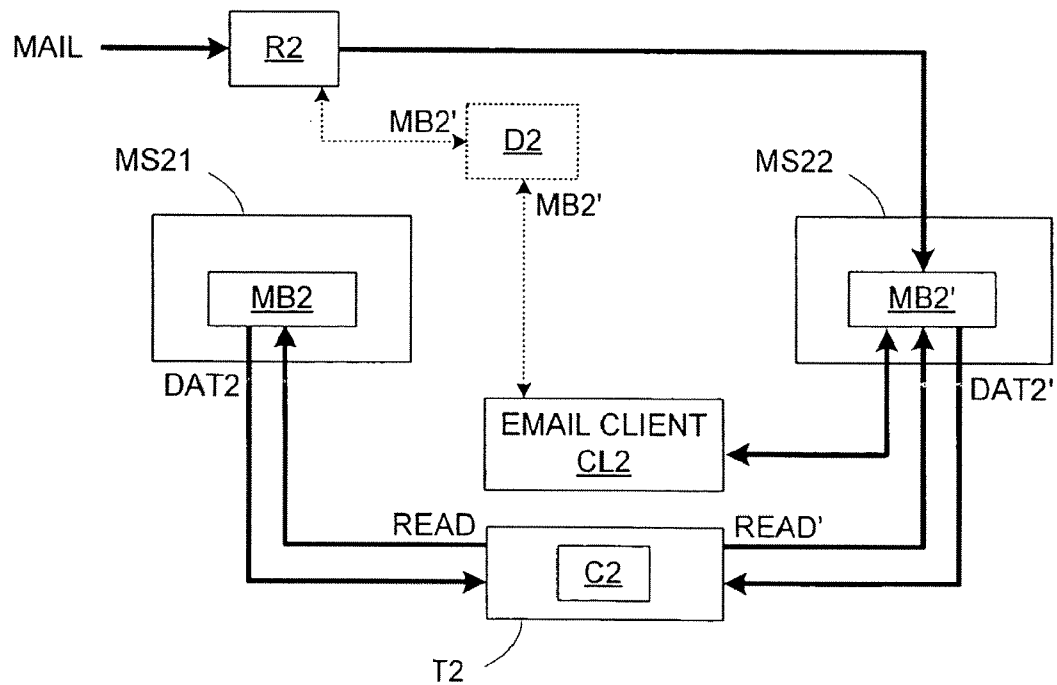 MAIL
R2
MB2'
D2
MS21
MS22
MB2'
MB2
MB2'
DAT2
DAT2'
EMAIL CLIENT
CL2
READ
READ'
C2
T2